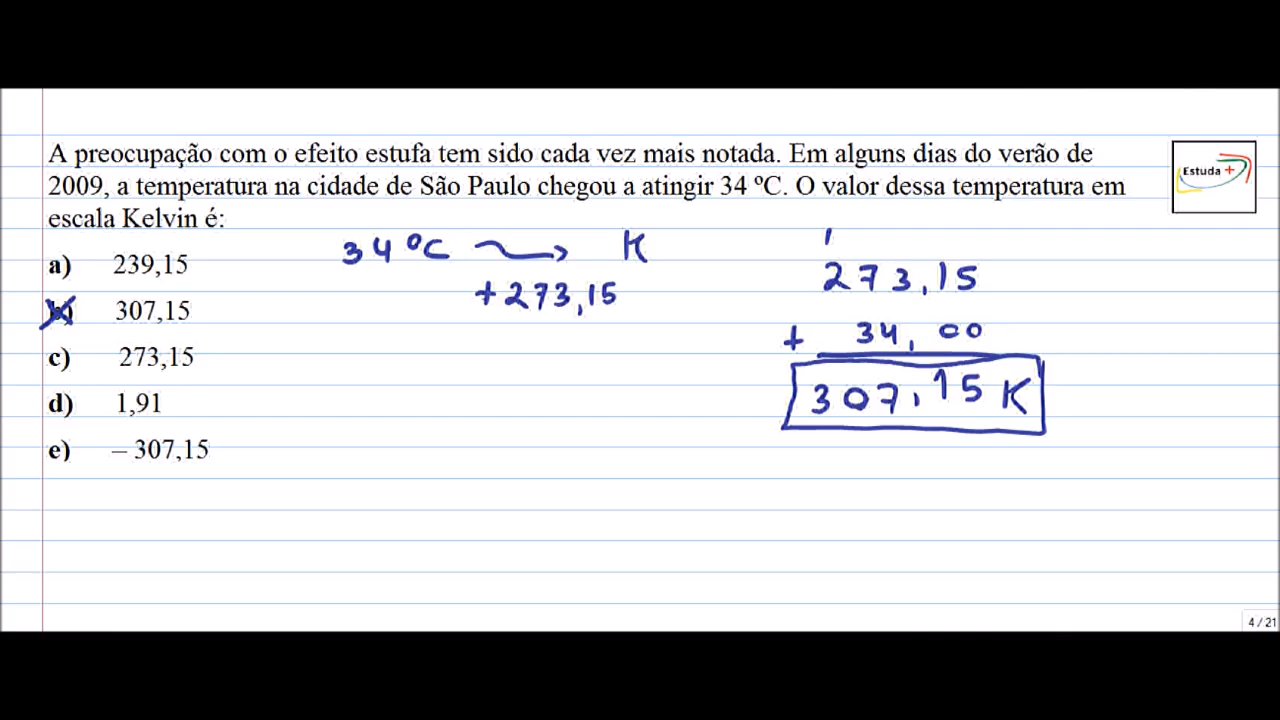 A preocupação com o efeito estufa tem sido cada vez mais notada. Em alguns dias do verão de
2009, a temperatura na cidade de São Paulo chegou a atingir 34 ºC. O valor dessa temperatura em
escala Kelvin é:
Estuda +
a) 239,15
b) 307,15
c) 273,15
d) 1,91
e) – 307,15
34 ºC K
+273,15
1
273,15
+ 34,00
307,15 K
4 / 21